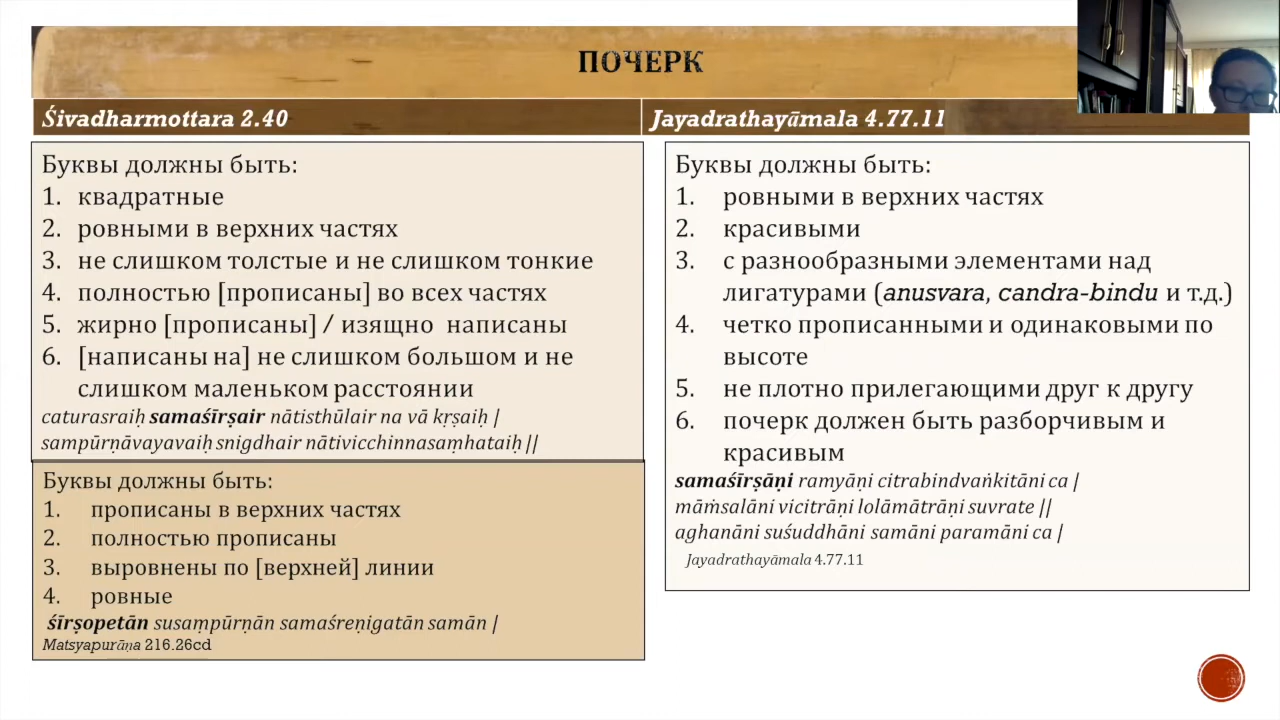 ПОЧЕРК
Śivadharmottara 2.40
Буквы должны быть:
1. квадратные
2. ровными в верхних частях
3. не слишком толстые и не слишком тонкие
4. полностью [прописаны] во всех частях
5. жирно [прописаны] / изящно написаны
6. [написаны на] не слишком большом и не
слишком маленьком расстоянии
caturasraiḥ samaśīrṣair nātisthūlair na vā kṛṣaiḥ |
sampūrṇāvayavaiḥ snigdhair nātivicchinnasaṃhataiḥ ||
Буквы должны быть:
1. прописаны в верхних частях
2. полностью прописаны
3. выровнены по [верхней] линии
4. ровные
śīrṣopetān susaṃpūrṇān samaśreṇigatān samān |
Matsyapurāṇa 216.26cd
Jayadrathayāmala 4.77.11
Буквы должны быть:
1. ровными в верхних частях
2. красивыми
3. с разнообразными элементами над
лигатурами (anusvara, candra-bindu и т.д.)
4. четко прописанными и одинаковыми по
высоте
5. не плотно прилегающими друг к другу
6. почерк должен быть разборчивым и
красивым
samaśīrṣāṇi ramyāṇi citrabindvaṅkitāni ca |
māṁsalāni vicitrāṇi lolāmātrāṇi suvrate ||
aghanāni suśuddhāni samāni paramāni ca |
Jayadrathayāmala 4.77.11